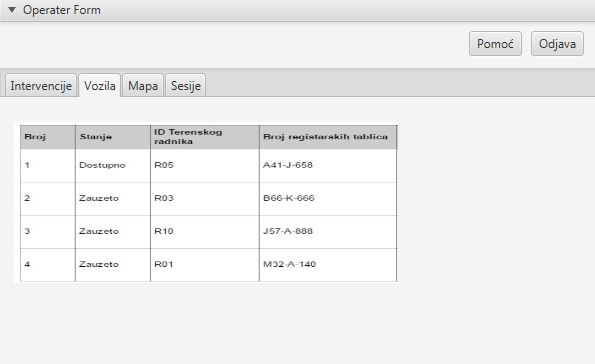 Operater Form
Pomoć Odjava
Intervencije Vozila Mapa Sesije
Broj Stanje ID Terenskog radnika Broj registarskih tablica
1 Dostupno R05 A41-J-658
2 Zauzeto R03 B66-K-666
3 Zauzeto R10 J57-A-888
4 Zauzeto R01 M32-A-140